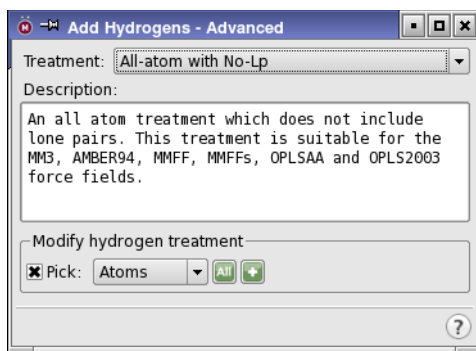 Add Hydrogens - Advanced
Treatment: All-atom with No-Lp
Description:
An all atom treatment which does not include
lone pairs. This treatment is suitable for the
MM3, AMBER94, MMFF, MMFFs, OPLSAA and OPLS2003
force fields.
Modify hydrogen treatment
Pick: Atoms All +
?